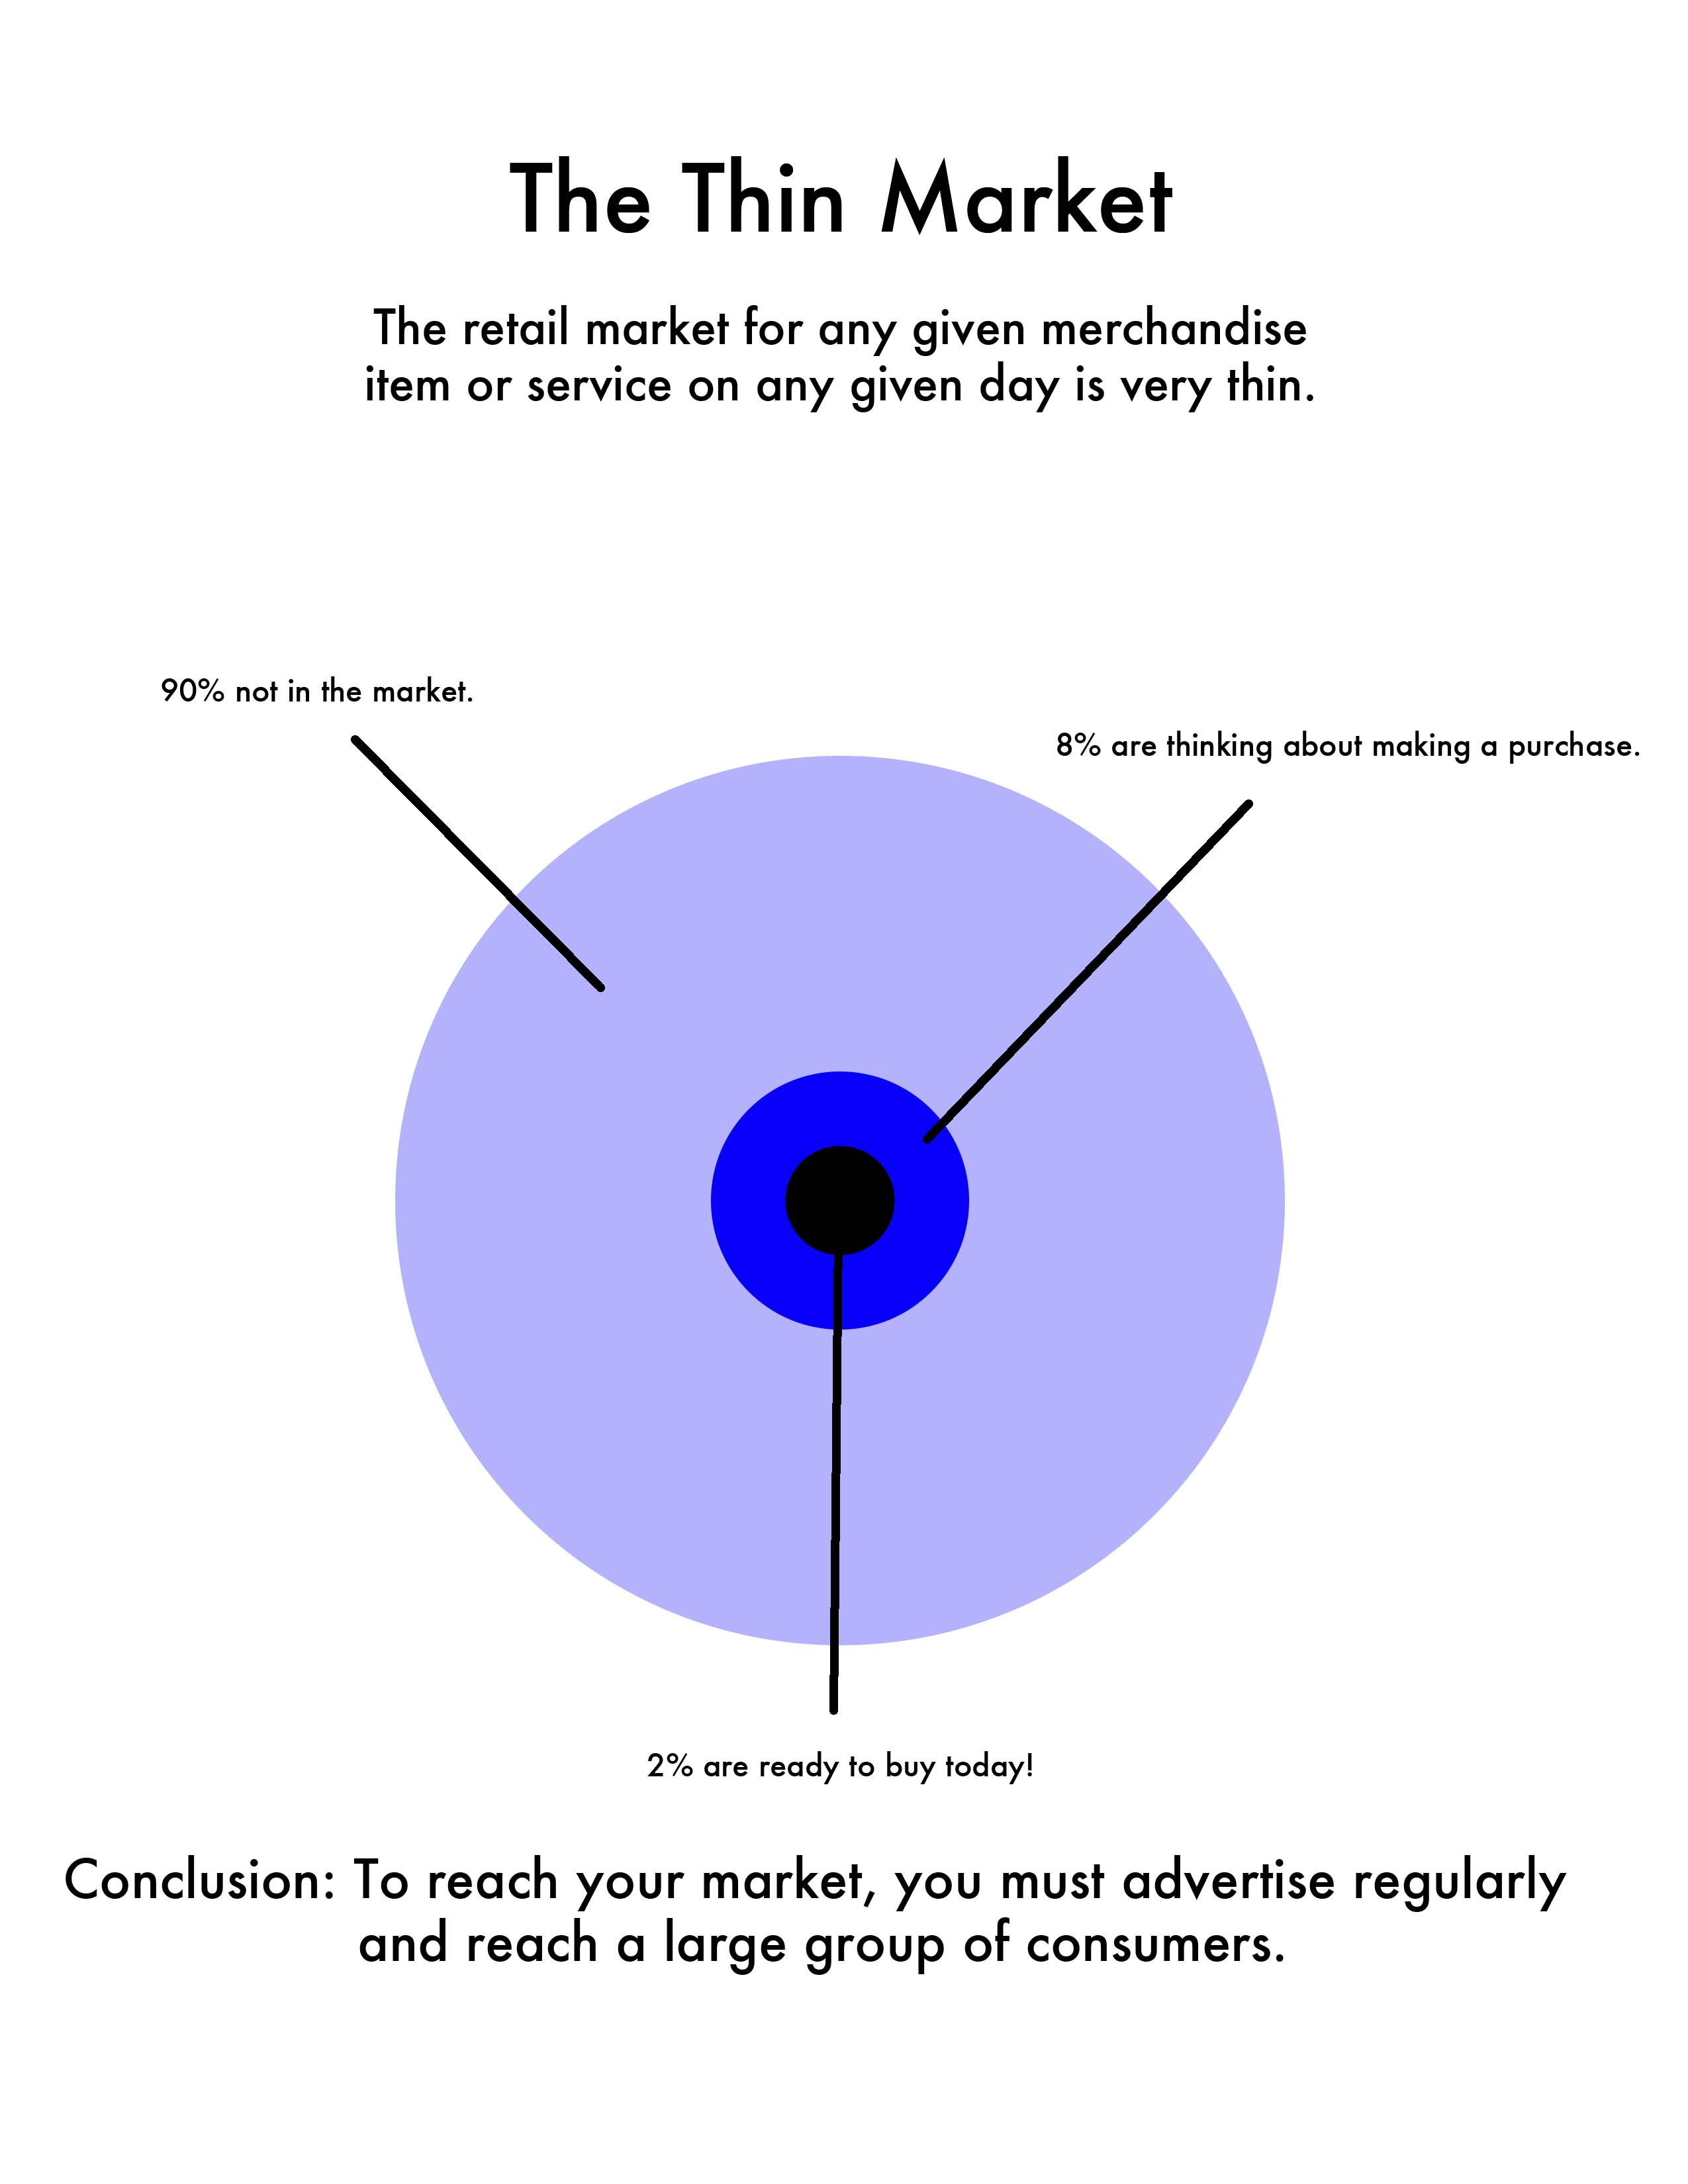 The Thin Market
The retail market for any given merchandise
item or service on any given day is very thin.
90% not in the market.
8% are thinking about making a purchase.
2% are ready to buy today!
Conclusion: To reach your market, you must advertise regularly
and reach a large group of consumers.